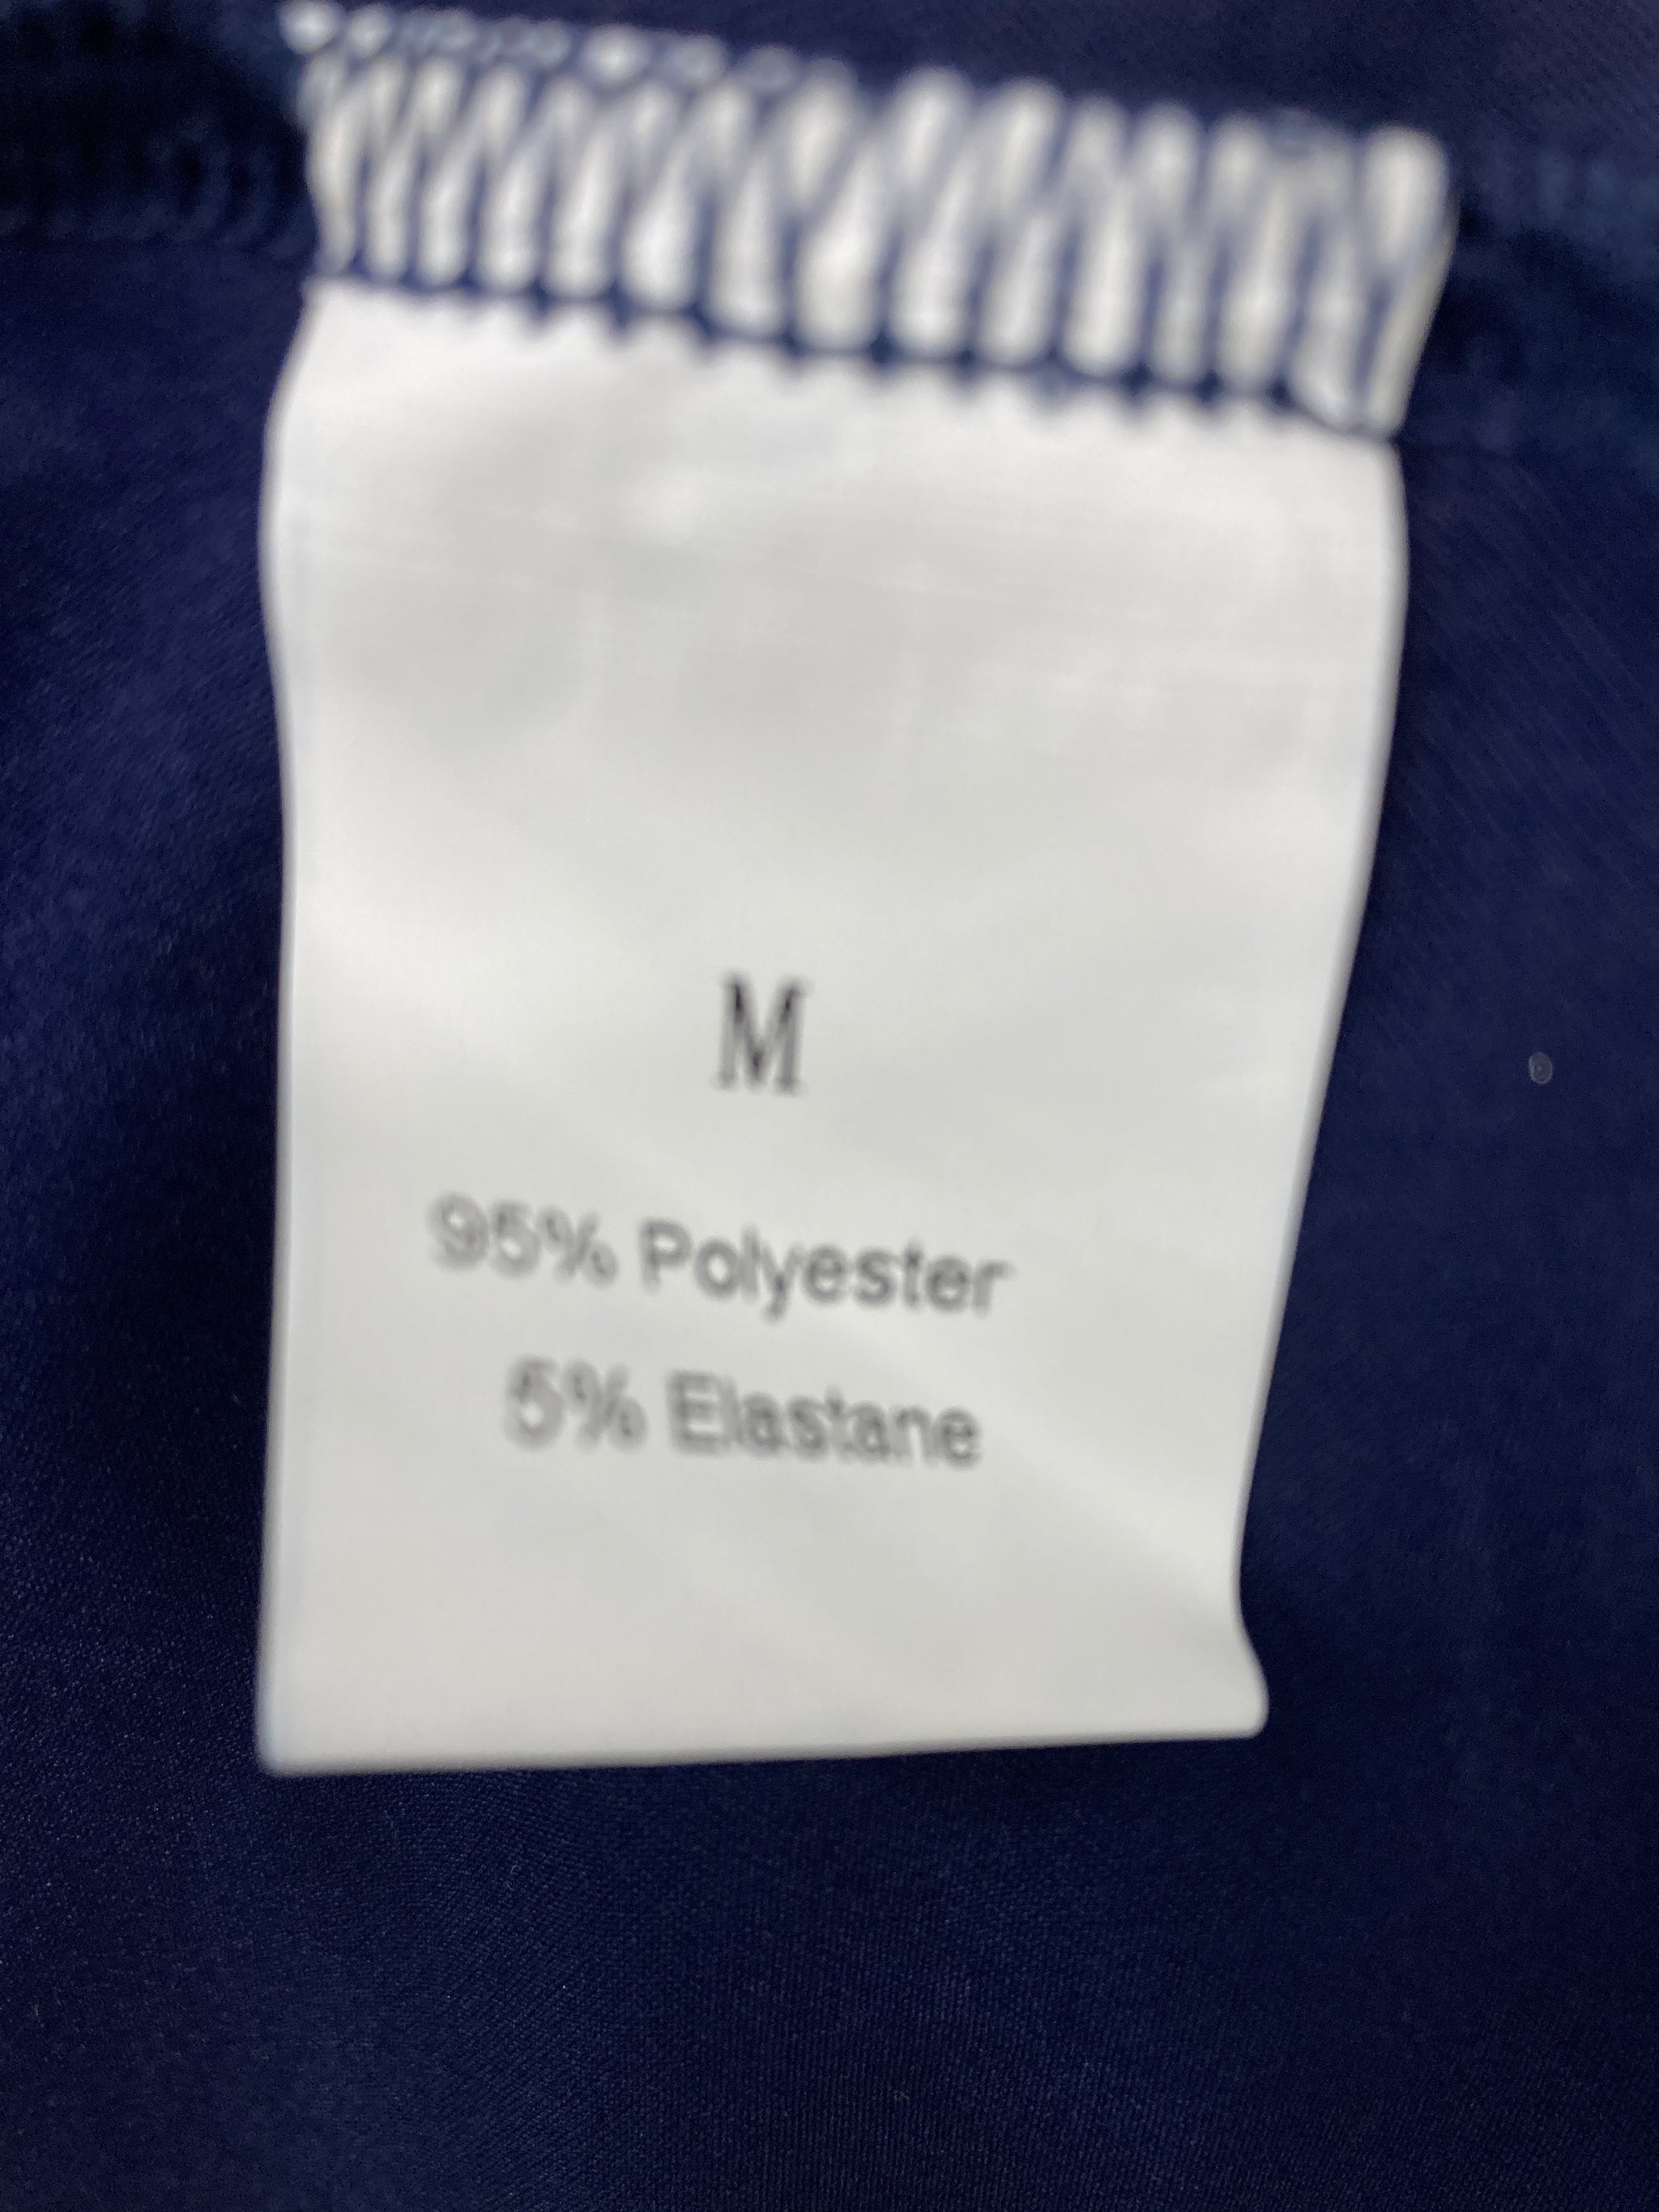 M
95% Polyester
5% Elastane